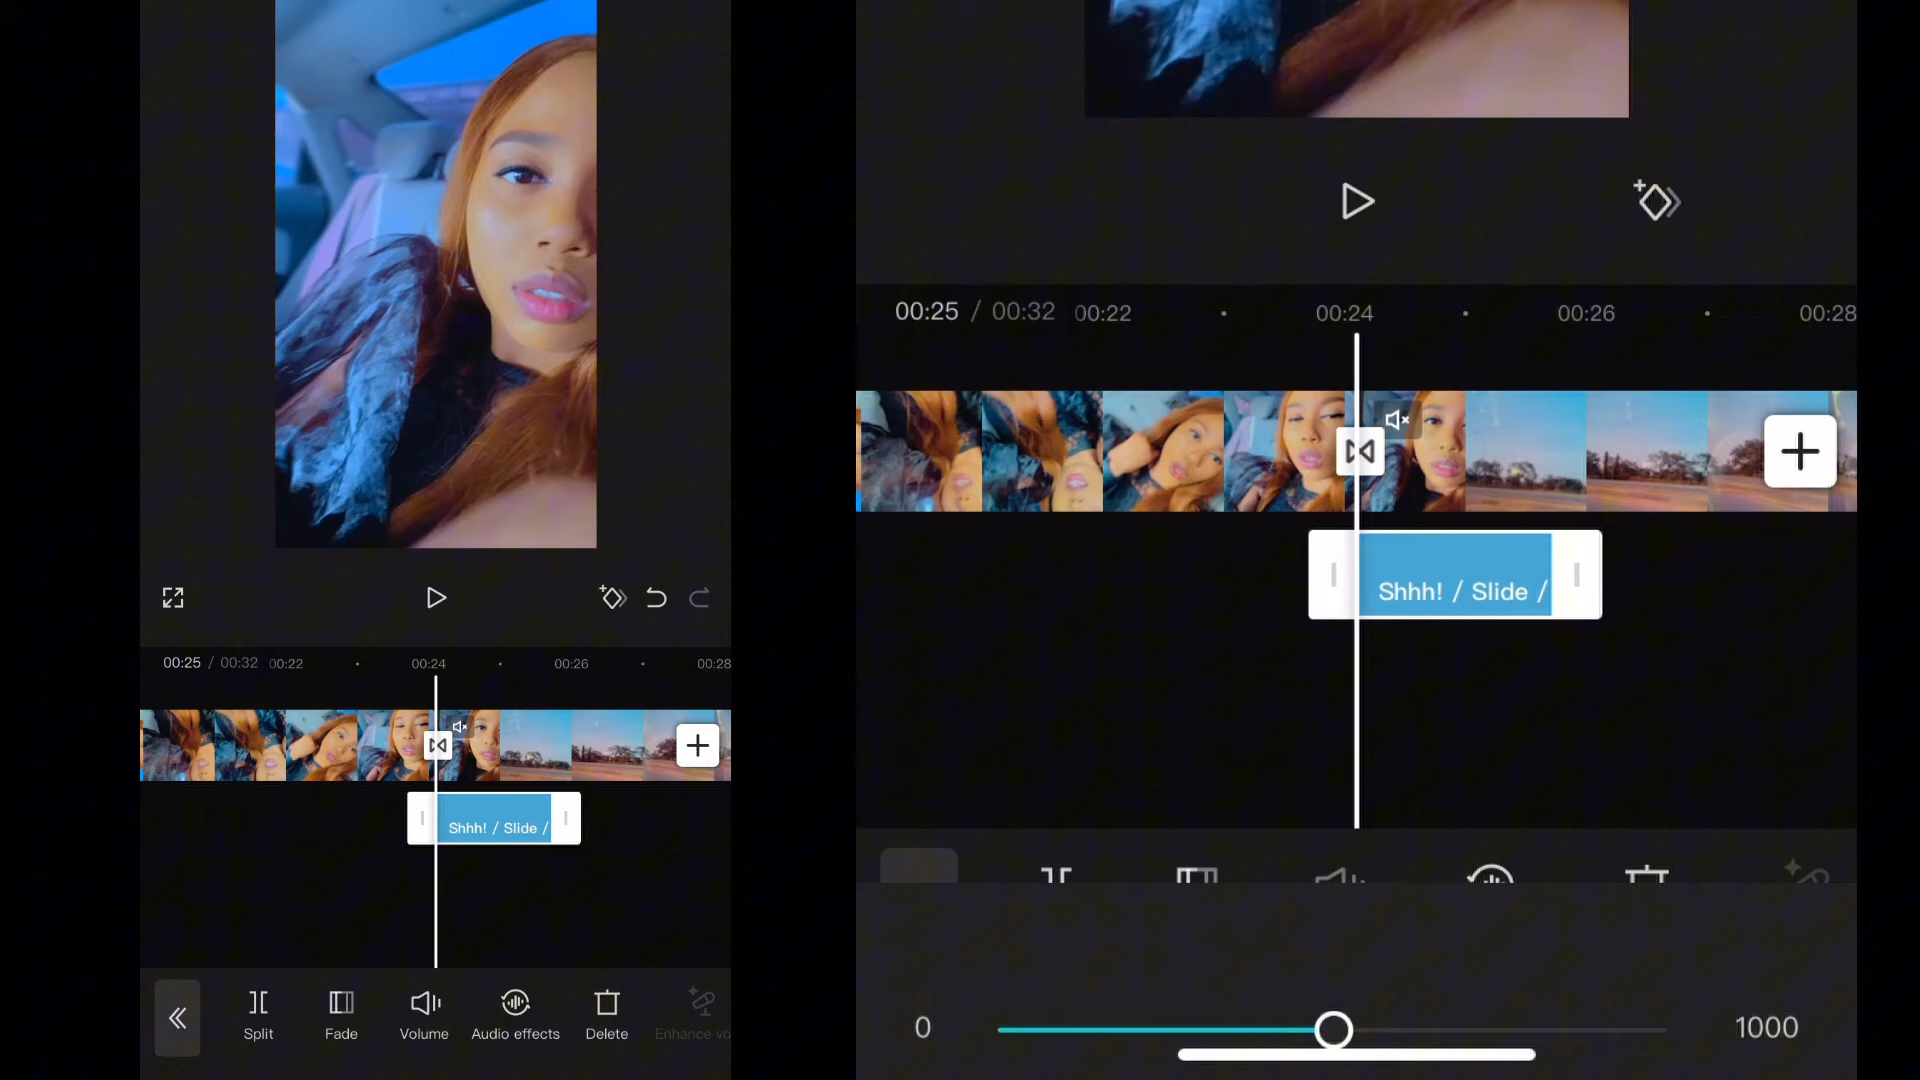 00:25 / 00:32 00:22 00:24 00:26 00:28
Shhh! / Slide /
Split Fade Volume Audio effects Delete Enhance vo
00:25 / 00:32 00:22 00:24 00:26 00:28
Shhh! / Slide /
0 1000